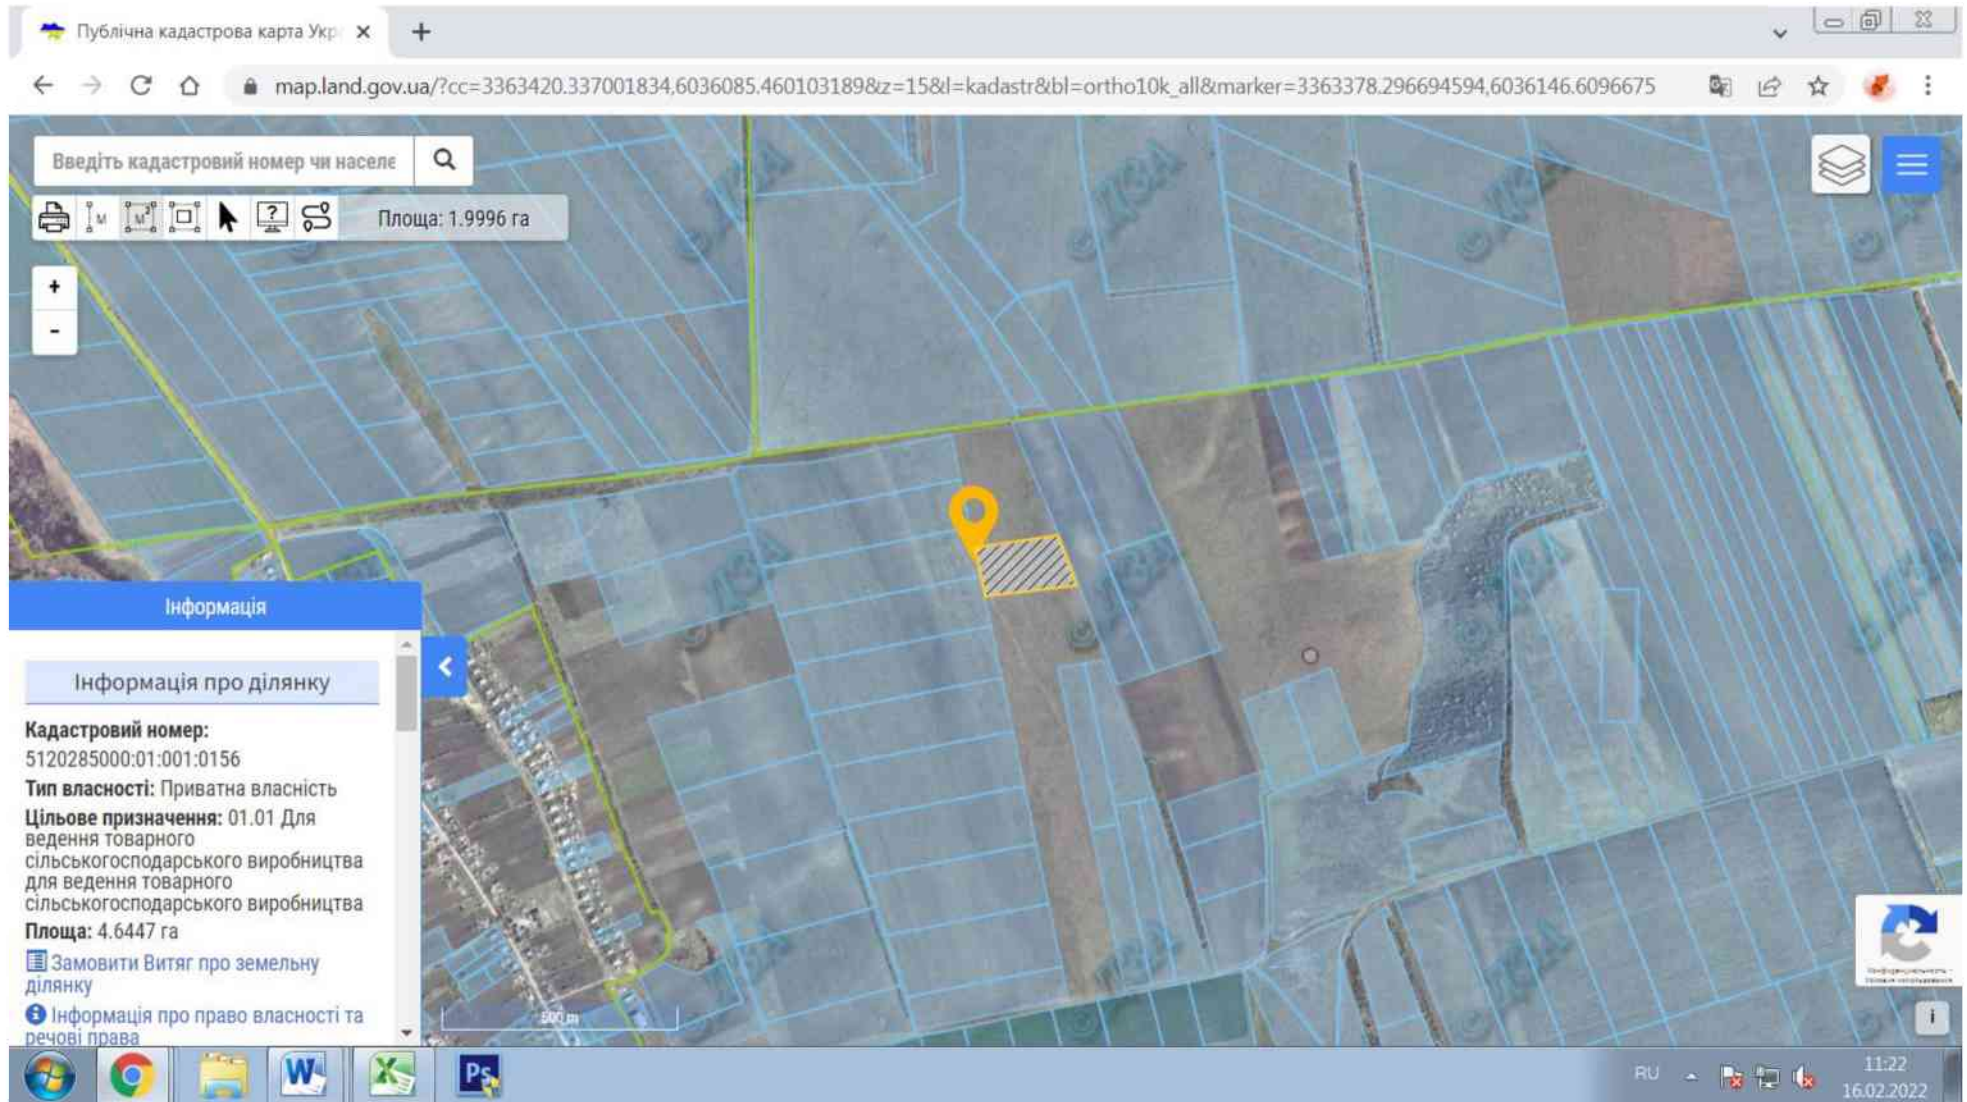 Публічна кадастрова карта Укр
map.land.gov.ua/?cc=3363420.337001834,6036085.460103189&z=15&l=kadastr&bl=ortho10k_all&marker=3363378.296694594,6036146.6096675
Введіть кадастровий номер чи населе
М М² Площа: 1.9996 га
+
-
© ДЗА
Інформація
Інформація про ділянку
Кадастровий номер:
5120285000:01:001:0156
Тип власності: Приватна власність
Цільове призначення: 01.01 Для
ведення товарного
сільськогосподарського виробництва
для ведення товарного
сільськогосподарського виробництва
Площа: 4.6447 га
Замовити Витяг про земельну
ділянку
Інформація про право власності та
речові права
500 m
i
W
X
Ps
RU
11:22
16.02.2022